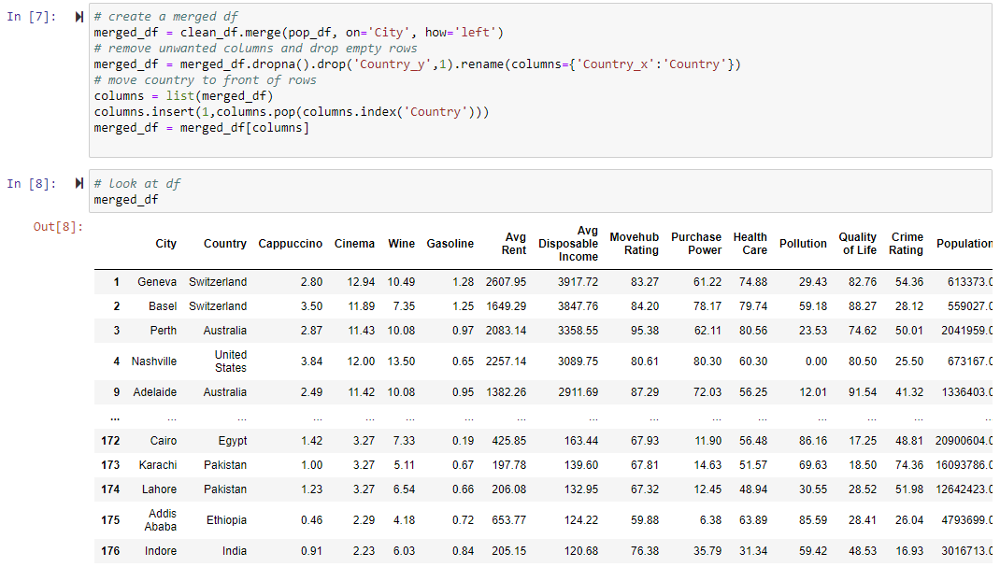 In [7]:
# create a merged df
merged_df = clean_df.merge(pop_df, on='City', how='left')
# remove unwanted columns and drop empty rows
merged_df = merged_df.dropna().drop('Country_y',1).rename(columns={'Country_x':'Country'})
# move country to front of rows
columns = list(merged_df)
columns.insert(1,columns.pop(columns.index('Country')))
merged_df = merged_df[columns]
In [8]:
# look at df
merged_df
Out[8]:
City Country Cappuccino Cinema Wine Gasoline Avg Rent Avg Disposable Income Movehub Rating Purchase Power Health Care Pollution Quality of Life Crime Rating Population
1 Geneva Switzerland 2.80 12.94 10.49 1.28 2607.95 3917.72 83.27 61.22 74.88 29.43 82.76 54.36 613373.0
2 Basel Switzerland 3.50 11.89 7.35 1.25 1649.29 3847.76 84.20 78.17 79.74 59.18 88.27 28.12 559027.0
3 Perth Australia 2.87 11.43 10.08 0.97 2083.14 3358.55 95.38 62.11 80.56 23.53 74.62 50.01 2041959.0
4 Nashville United States 3.84 12.00 13.50 0.65 2257.14 3089.75 80.61 80.30 60.30 0.00 80.50 25.50 673167.0
9 Adelaide Australia 2.49 11.42 10.08 0.95 1382.26 2911.69 87.29 72.03 56.25 12.01 91.54 41.32 1336403.0
... ... ... ... ... ... ... ... ... ... ... ... ... ... ... ..
172 Cairo Egypt 1.42 3.27 7.33 0.19 425.85 163.44 67.93 11.90 56.48 86.16 17.25 48.81 20900604.0
173 Karachi Pakistan 1.00 3.27 5.11 0.67 197.78 139.60 67.81 14.63 51.57 69.63 18.50 74.36 16093786.0
174 Lahore Pakistan 1.23 3.27 6.54 0.66 206.08 132.95 67.32 12.45 48.94 30.55 28.52 51.98 12642423.0
175 Addis Ababa Ethiopia 0.46 2.29 4.18 0.72 653.77 124.22 59.88 6.38 63.89 85.59 28.41 26.04 4793699.0
176 Indore India 0.91 2.23 6.03 0.84 205.15 120.68 76.38 35.79 31.34 59.42 48.53 16.93 3016713.0